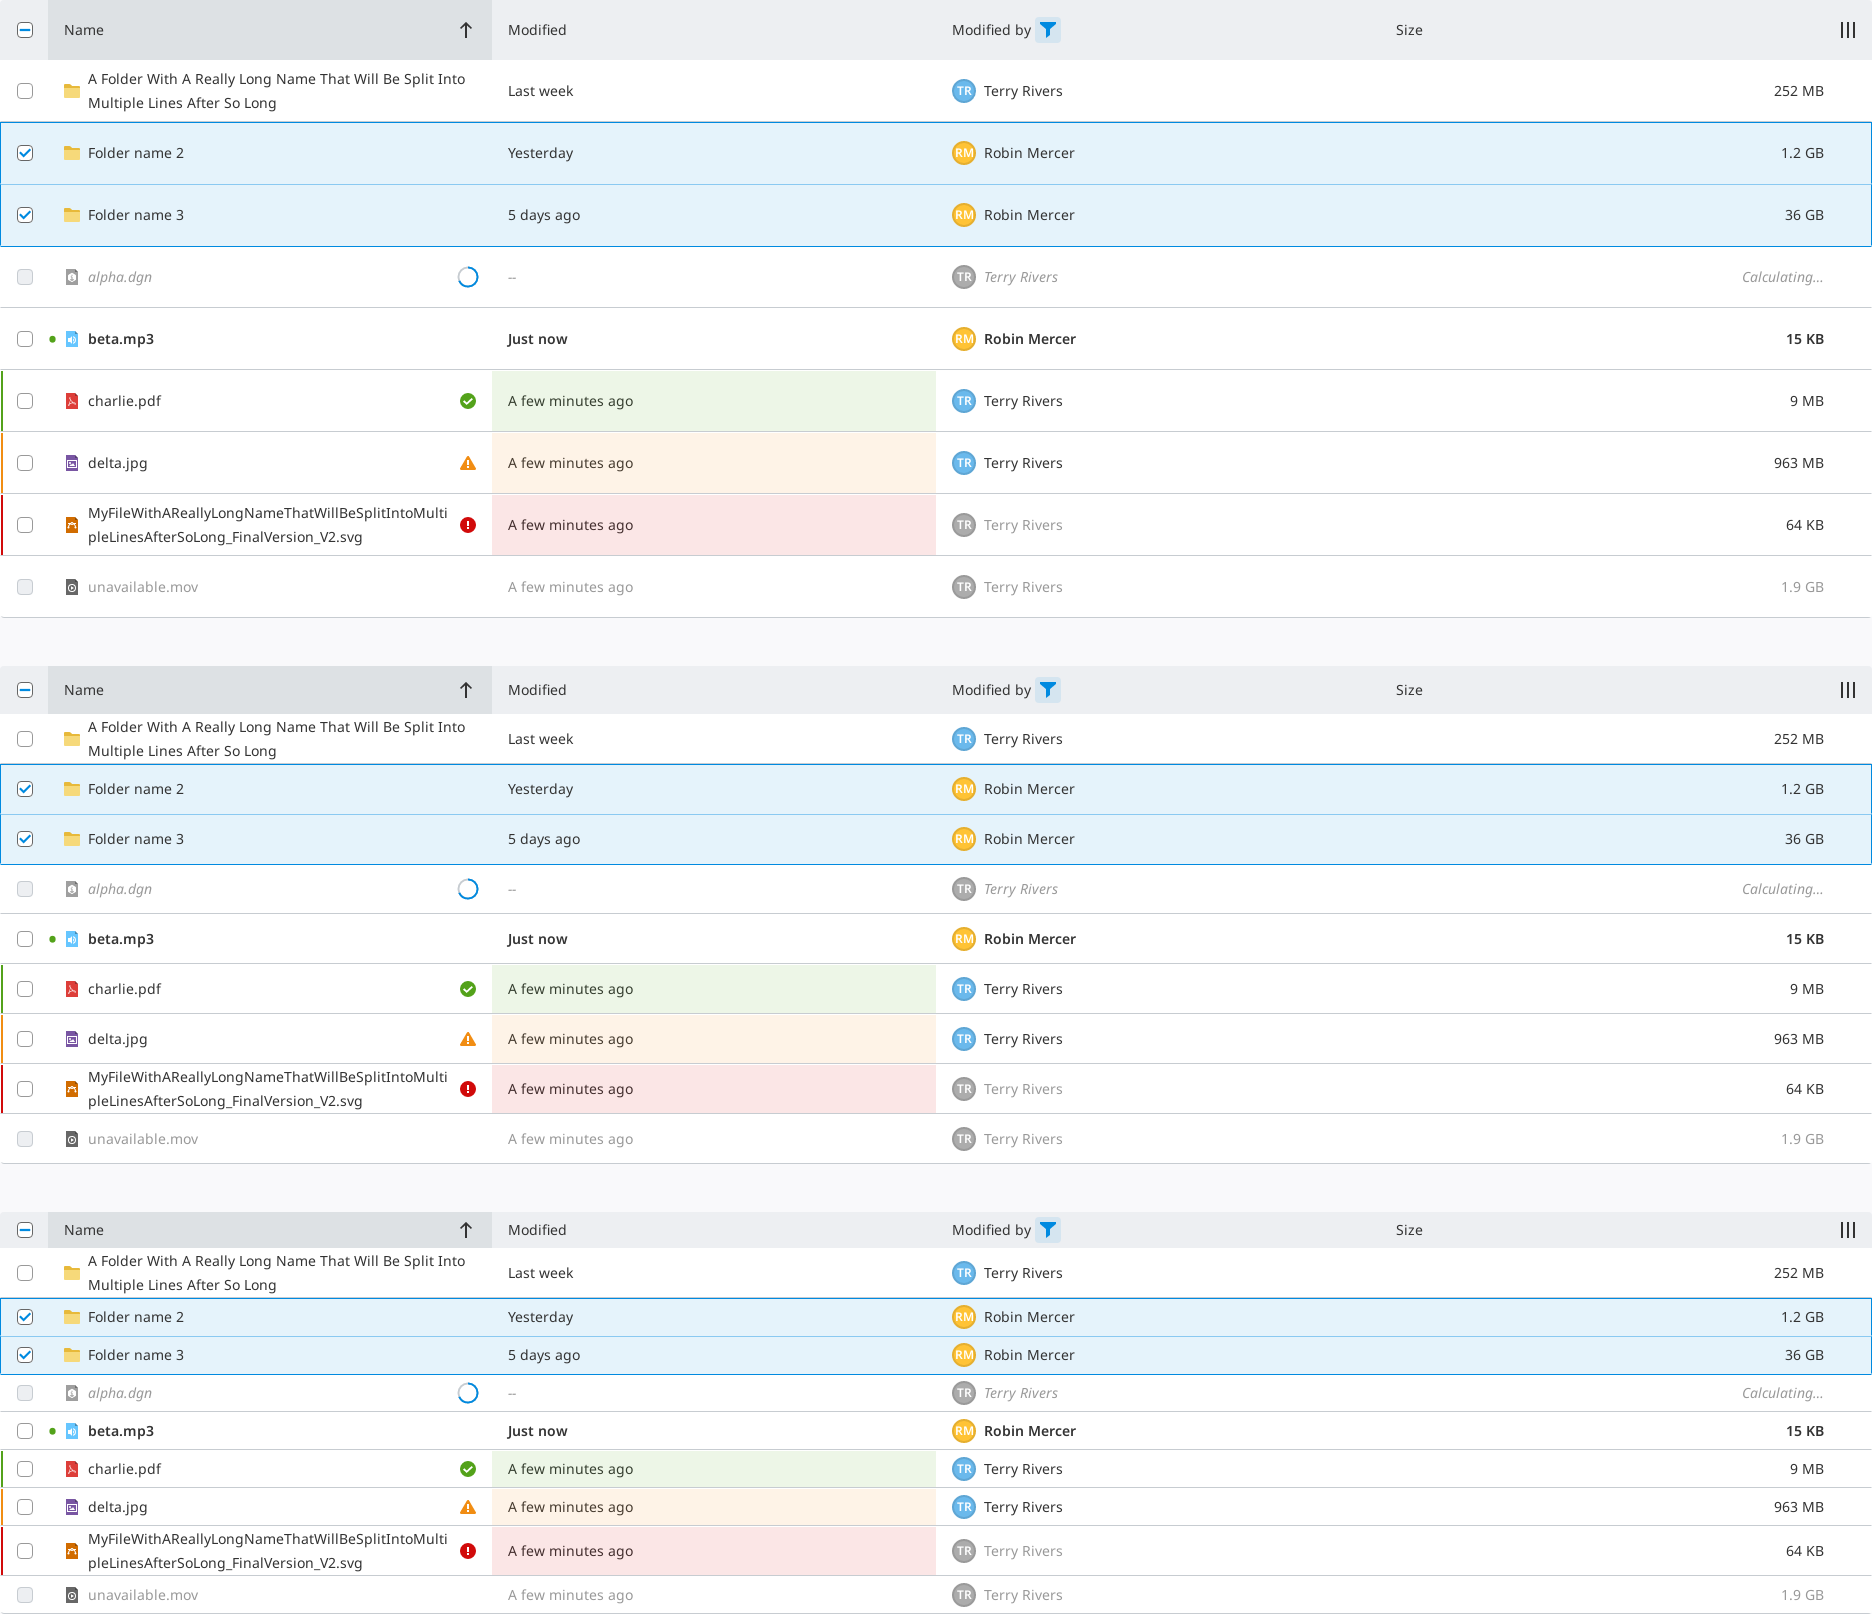 Name Modified Modified by Size
A Folder With A Really Long Name That Will Be Split Into
Multiple Lines After So Long
Last week TR Terry Rivers 252 MB
Folder name 2 Yesterday RM Robin Mercer 1.2 GB
Folder name 3 5 days ago RM Robin Mercer 36 GB
alpha.dgn -- TR Terry Rivers Calculating...
beta.mp3 Just now RM Robin Mercer 15 KB
charlie.pdf A few minutes ago TR Terry Rivers 9 MB
delta.jpg A few minutes ago TR Terry Rivers 963 MB
MyFileWithAReallyLongNameThatWillBeSplitIntoMulti
pleLinesAfterSoLong_FinalVersion_V2.svg
A few minutes ago TR Terry Rivers 64 KB
unavailable.mov A few minutes ago TR Terry Rivers 1.9 GB
Name Modified Modified by Size
A Folder With A Really Long Name That Will Be Split Into
Multiple Lines After So Long
Last week TR Terry Rivers 252 MB
Folder name 2 Yesterday RM Robin Mercer 1.2 GB
Folder name 3 5 days ago RM Robin Mercer 36 GB
alpha.dgn -- TR Terry Rivers Calculating...
beta.mp3 Just now RM Robin Mercer 15 KB
charlie.pdf A few minutes ago TR Terry Rivers 9 MB
delta.jpg A few minutes ago TR Terry Rivers 963 MB
MyFileWithAReallyLongNameThatWillBeSplitIntoMulti
pleLinesAfterSoLong_FinalVersion_V2.svg
A few minutes ago TR Terry Rivers 64 KB
unavailable.mov A few minutes ago TR Terry Rivers 1.9 GB
Name Modified Modified by Size
A Folder With A Really Long Name That Will Be Split Into
Multiple Lines After So Long
Last week TR Terry Rivers 252 MB
Folder name 2 Yesterday RM Robin Mercer 1.2 GB
Folder name 3 5 days ago RM Robin Mercer 36 GB
alpha.dgn -- TR Terry Rivers Calculating...
beta.mp3 Just now RM Robin Mercer 15 KB
charlie.pdf A few minutes ago TR Terry Rivers 9 MB
delta.jpg A few minutes ago TR Terry Rivers 963 MB
MyFileWithAReallyLongNameThatWillBeSplitIntoMulti
pleLinesAfterSoLong_FinalVersion_V2.svg
A few minutes ago TR Terry Rivers 64 KB
unavailable.mov A few minutes ago TR Terry Rivers 1.9 GB